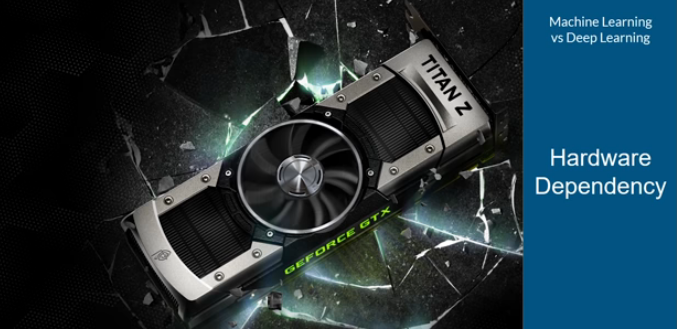 TITAN Z
GEFORCE GTX
Machine Learning
vs Deep Learning
Hardware
Dependency